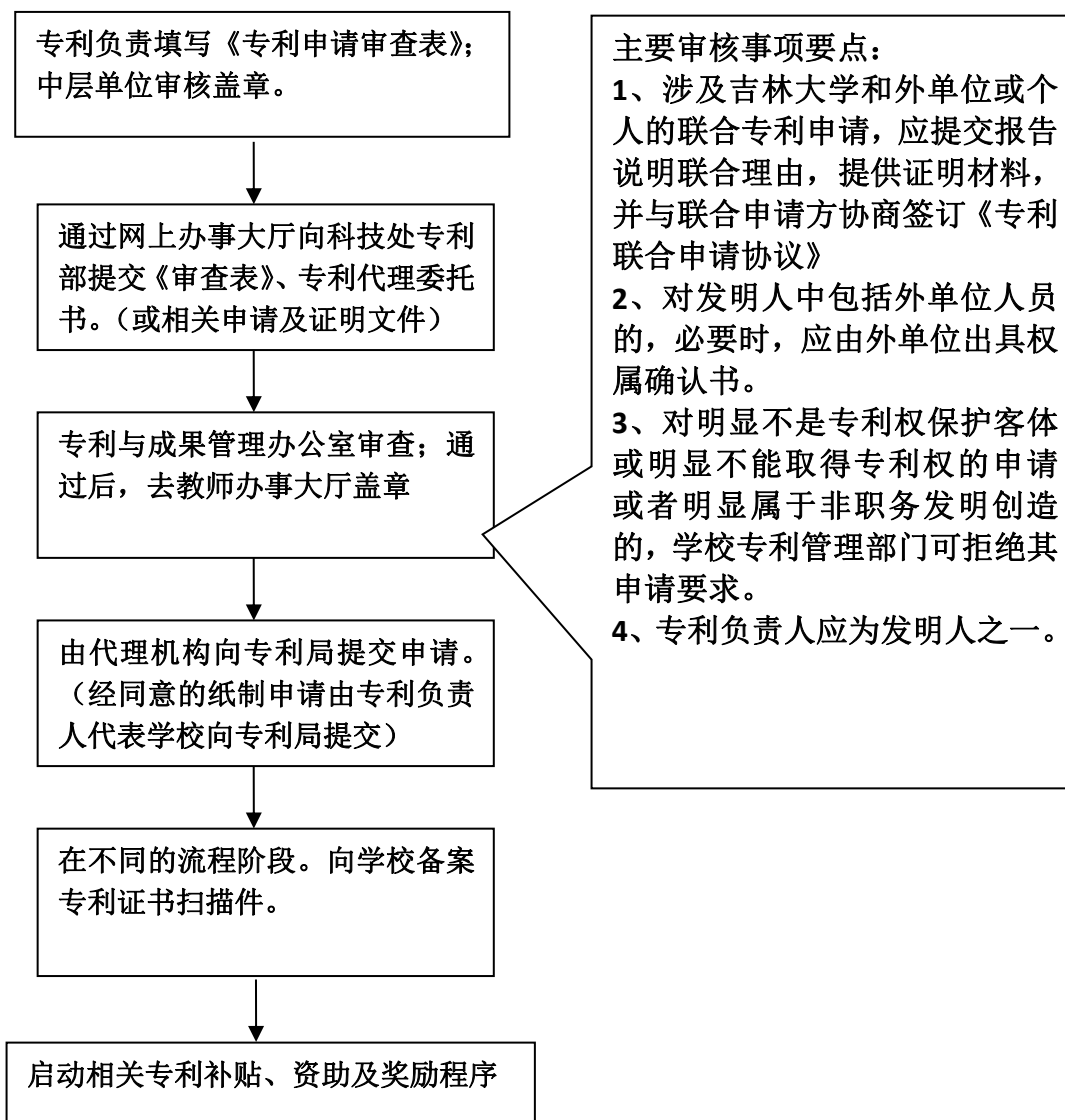 专利负责填写《专利申请审查表》；
中层单位审核盖章。
通过网上办事大厅向科技处专利
部提交《审查表》、专利代理委托
书。（或相关申请及证明文件）
专利与成果管理办公室审查；通
过后，去教师办事大厅盖章
由代理机构向专利局提交申请。
（经同意的纸制申请由专利负责
人代表学校向专利局提交）
在不同的流程阶段。向学校备案
专利证书扫描件。
启动相关专利补贴、资助及奖励程序
主要审核事项要点：
1、涉及吉林大学和外单位或个
人的联合专利申请，应提交报告
说明联合理由，提供证明材料，
并与联合申请方协商签订《专利
联合申请协议》
2、对发明人中包括外单位人员
的，必要时，应由外单位出具权
属确认书。
3、对明显不是专利权保护客体
或明显不能取得专利权的申请
或者明显属于非职务发明创造
的，学校专利管理部门可拒绝其
申请要求。
4、专利负责人应为发明人之一。